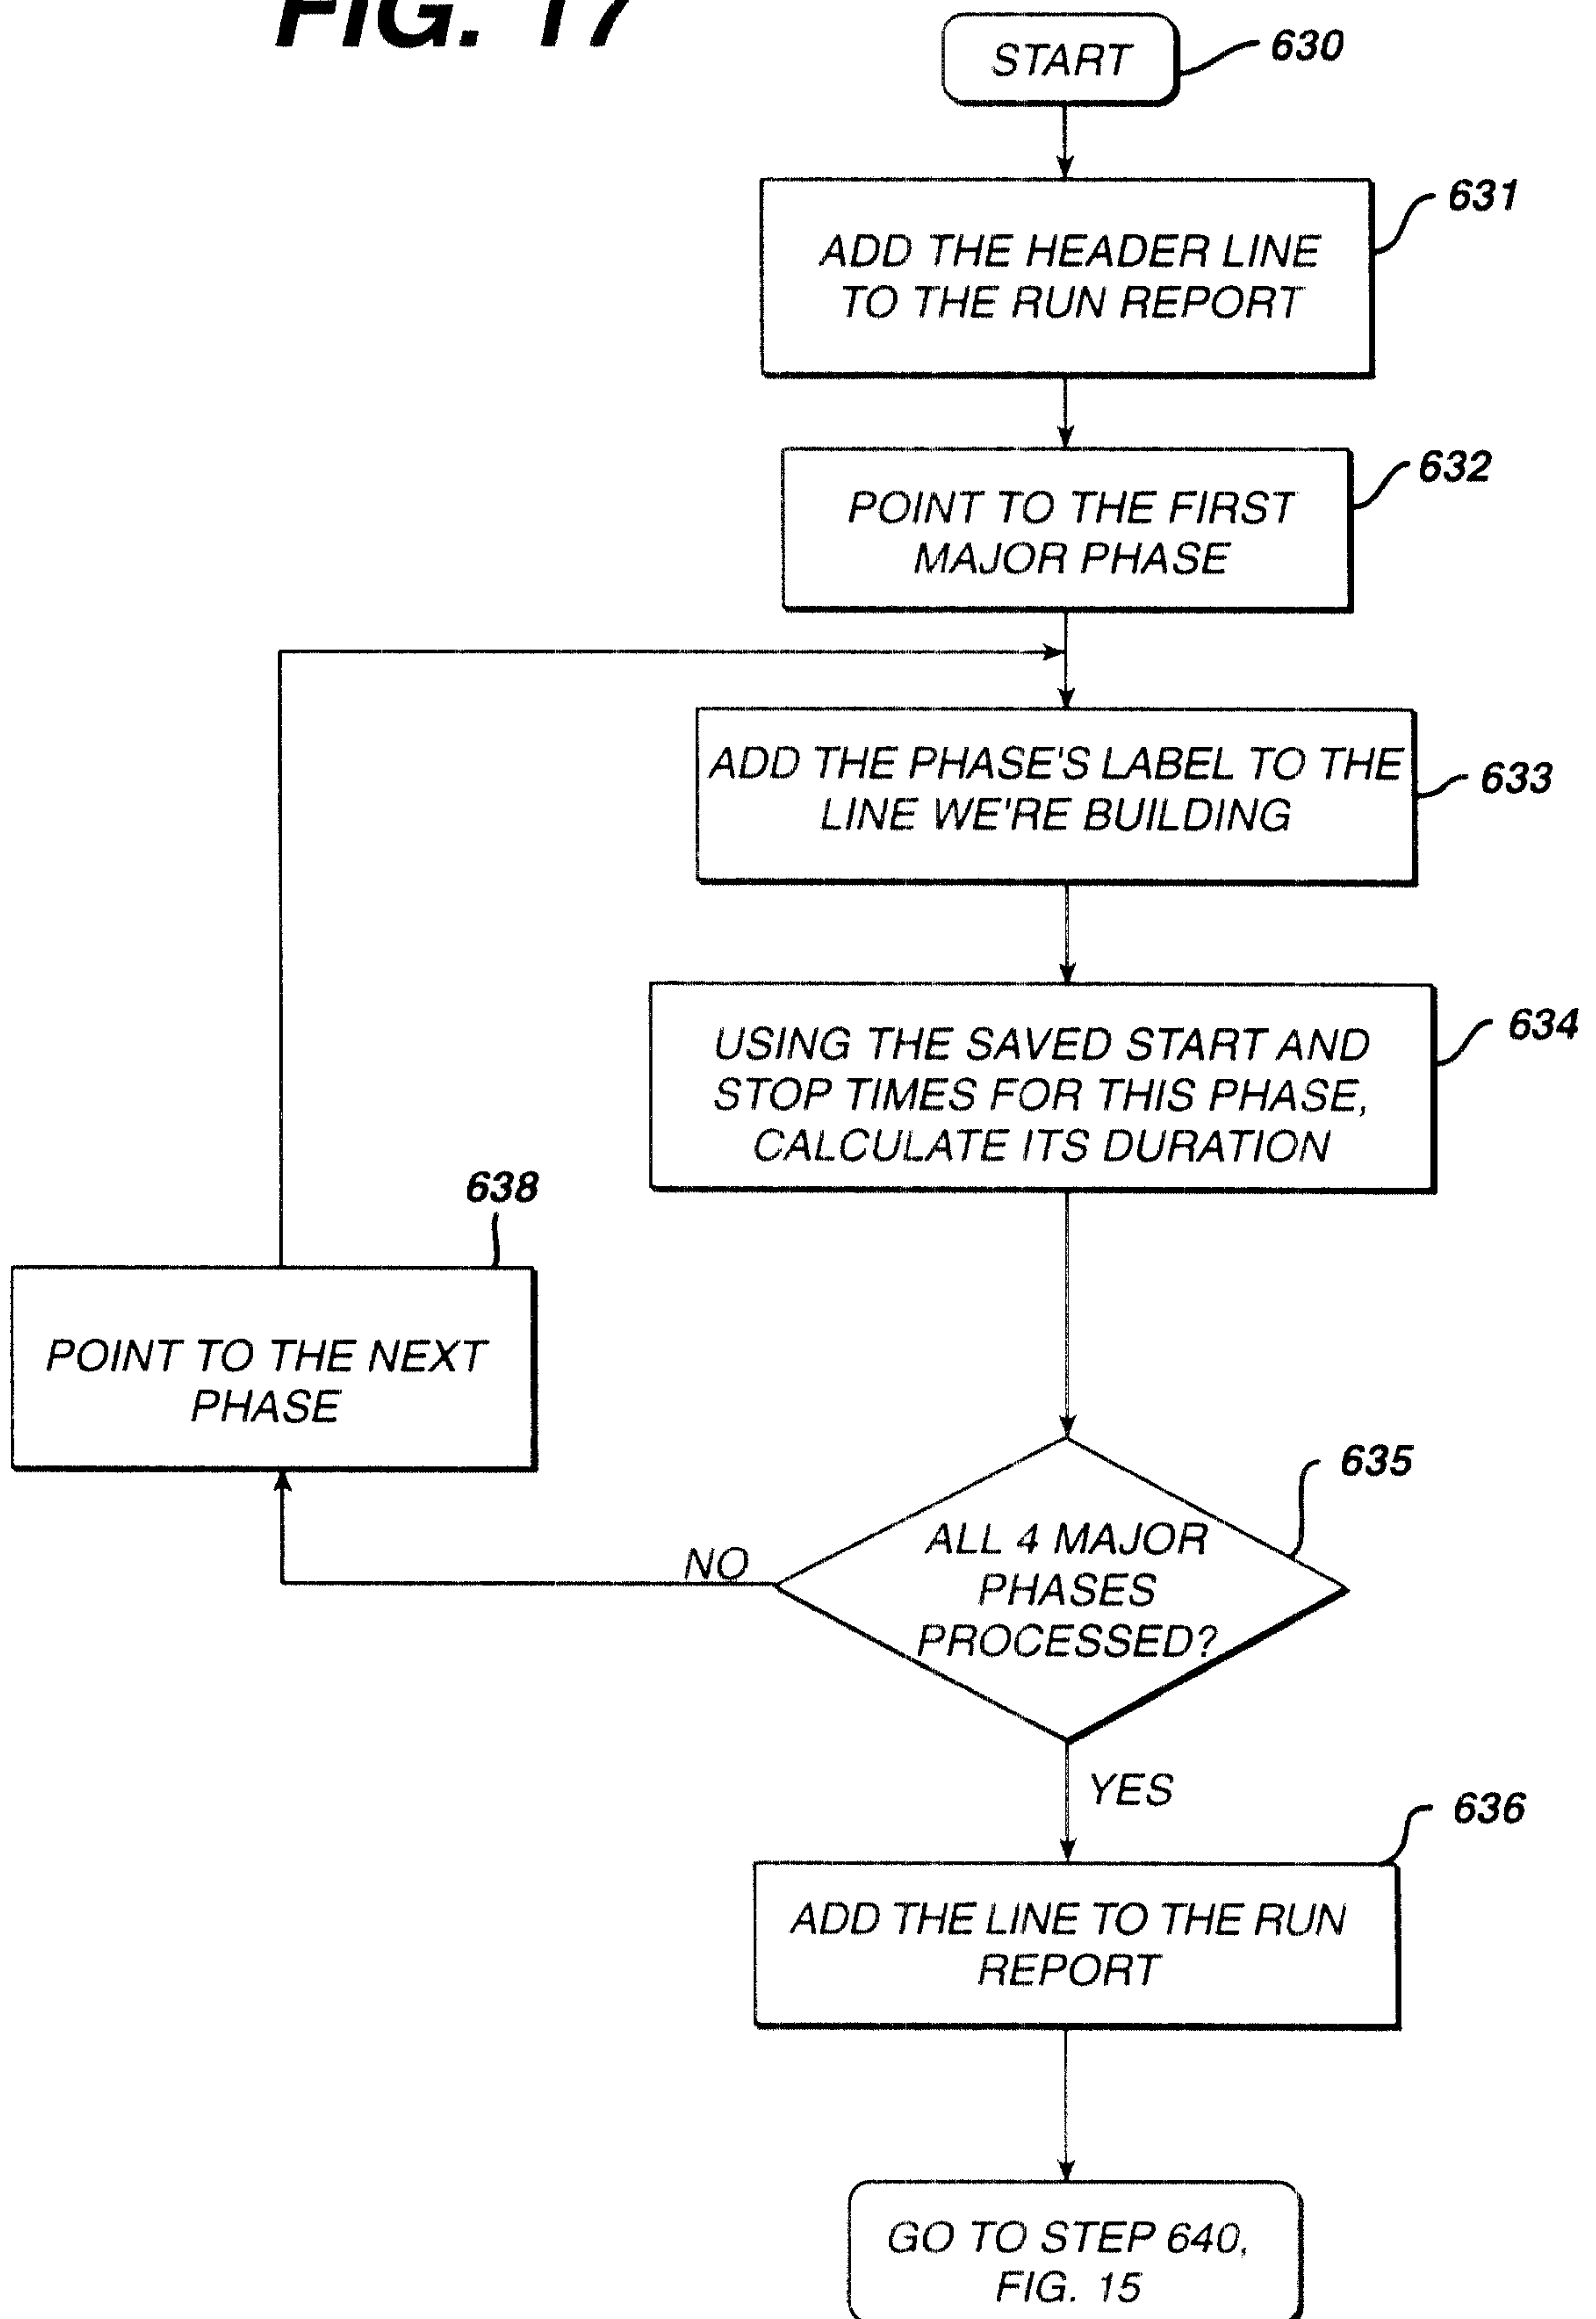 FIG. 17
START
630
631
ADD THE HEADER LINE
TO THE RUN REPORT
632
POINT TO THE FIRST
MAJOR PHASE
ADD THE PHASE'S LABEL TO THE
LINE WE'RE BUILDING
633
634
USING THE SAVED START AND
STOP TIMES FOR THIS PHASE,
CALCULATE ITS DURATION
638
POINT TO THE NEXT
PHASE
635
ALL 4 MAJOR
PHASES
PROCESSED?
NO
YES
636
ADD THE LINE TO THE RUN
REPORT
GO TO STEP 640,
FIG. 15